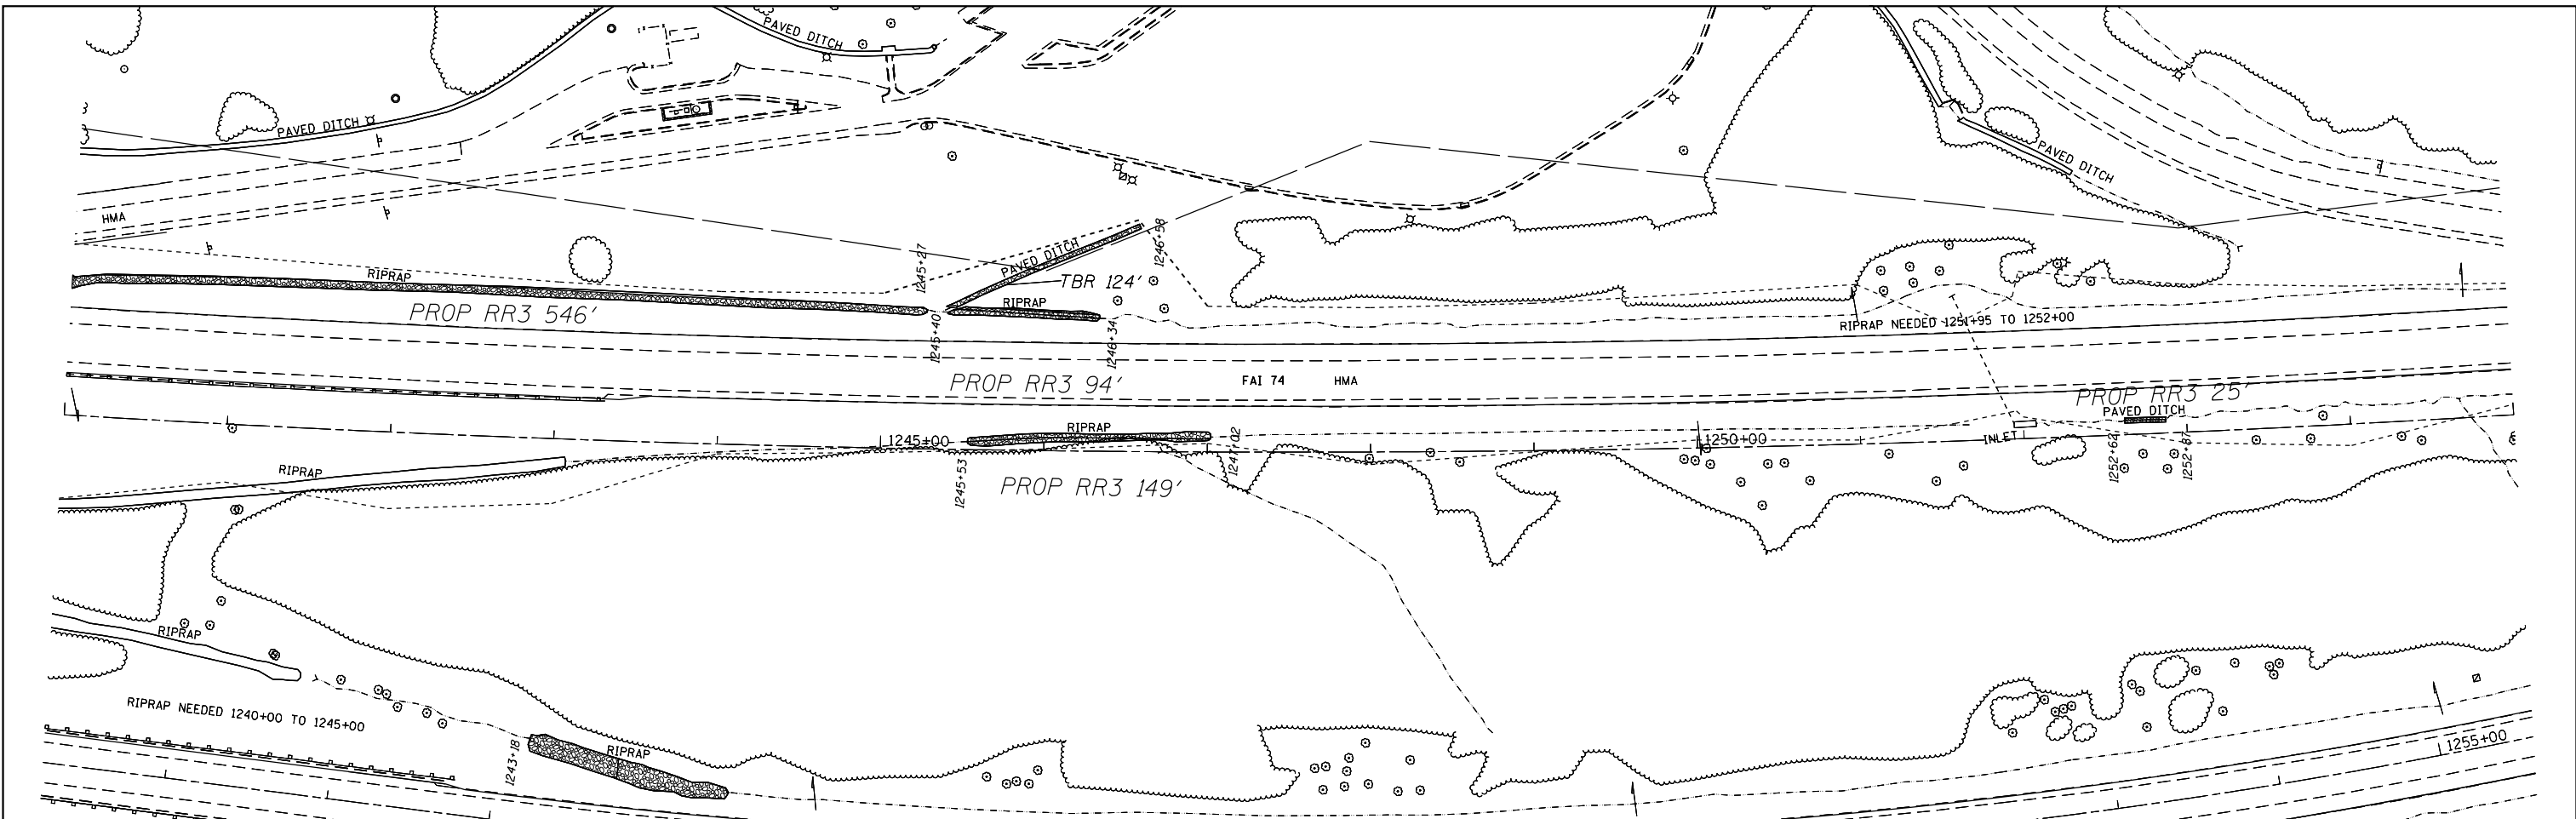 PAVED DITCH
PAVED DITCH
PAVED DITCH
HMA
RIPRAP
1245+27
PAVED DITCH
1246+58
TBR 124'
RIPRAP
PROP RR3 546'
1245+40
1246+34
RIPRAP NEEDED 1251+95 TO 1252+00
PROP RR3 94'
FAI 74
HMA
PROP RR3 25'
PAVED DITCH
RIPRAP
1245+00
1250+00
INLET
1247+02
1252+62
1252+87
RIPRAP
1245+53
PROP RR3 149'
RIPRAP
RIPRAP NEEDED 1240+00 TO 1245+00
1243+18
RIPRAP
1255+00